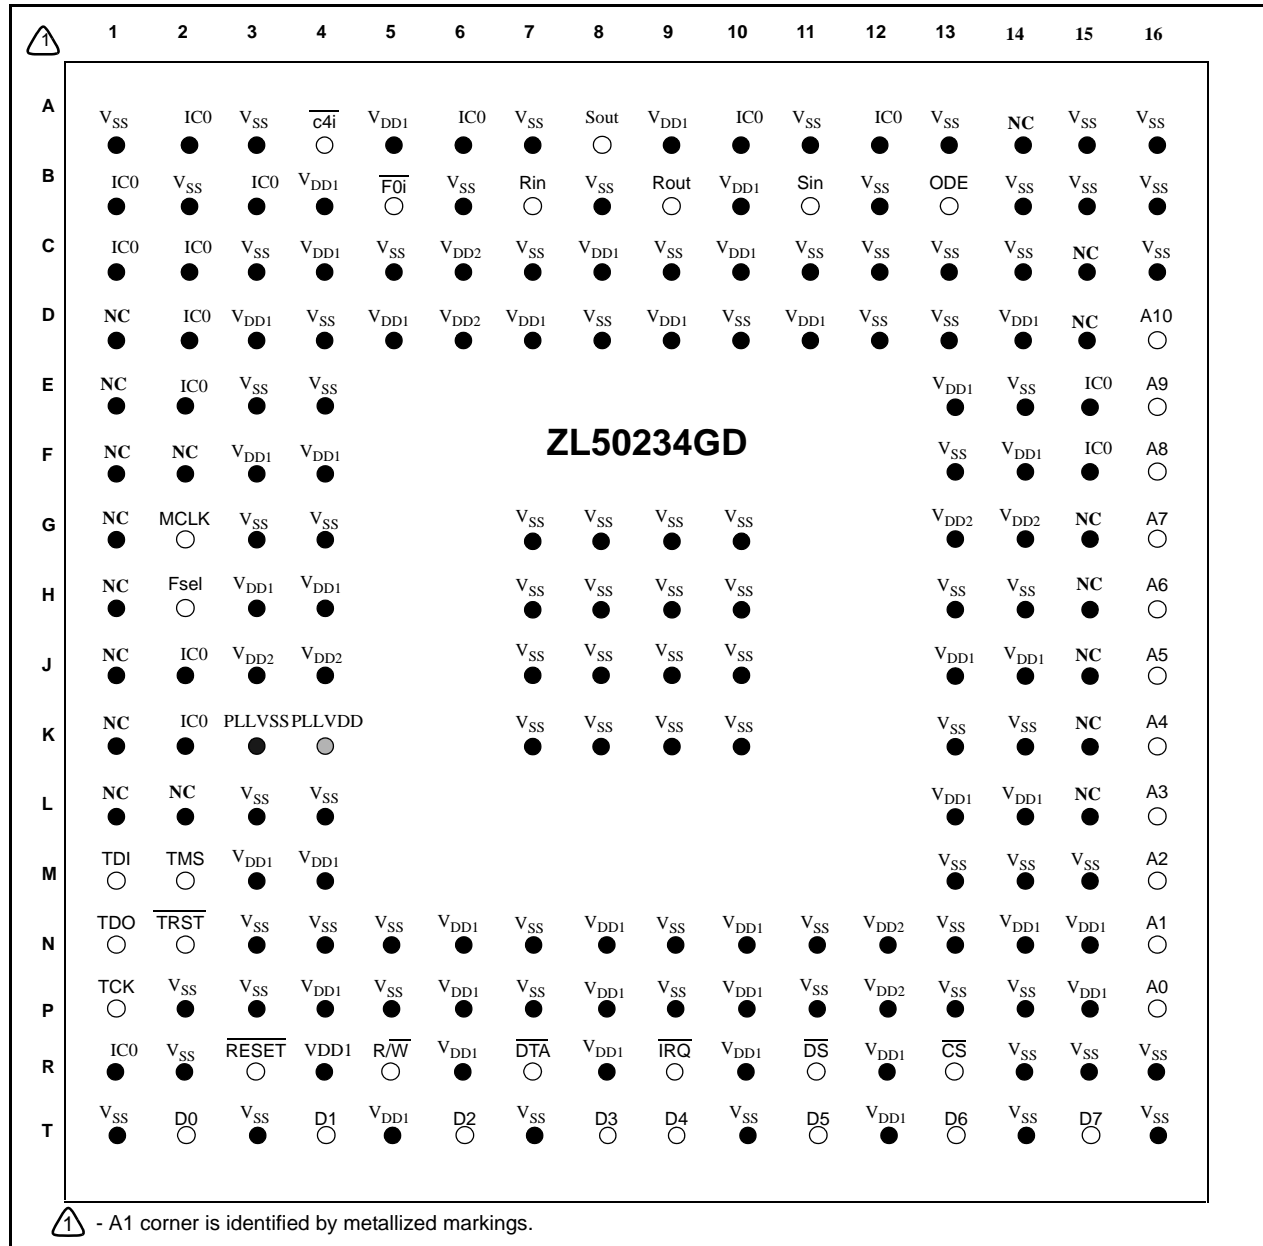 1 1 2 3 4 5 6 7 8 9 10 11 12 13 14 15 16
A VSS IC0 VSS c4i VDD1 IC0 VSS Sout VDD1 IC0 VSS IC0 VSS NC VSS VSS
B IC0 VSS IC0 VDD1 F0i VSS Rin VSS Rout VDD1 Sin VSS ODE VSS VSS VSS
C IC0 IC0 VSS VDD1 VSS VDD2 VSS VDD1 VSS VDD1 VSS VSS VSS VSS NC VSS
D NC IC0 VDD1 VSS VDD1 VDD2 VDD1 VSS VDD1 VSS VDD1 VSS VSS VDD1 NC A10
E NC IC0 VSS VSS VDD1 VSS IC0 A9
ZL50234GD
F NC NC VDD1 VDD1 VSS VDD1 IC0 A8
G NC MCLK VSS VSS VSS VSS VSS VSS VDD2 VDD2 NC A7
H NC Fsel VDD1 VDD1 VSS VSS VSS VSS VSS VSS NC A6
J NC IC0 VDD2 VDD2 VSS VSS VSS VSS VDD1 VDD1 NC A5
K NC IC0 PLLVSS PLLVDD VSS VSS VSS VSS VSS VSS NC A4
L NC NC VSS VSS VDD1 VDD1 NC A3
M TDI TMS VDD1 VDD1 VSS VSS VSS A2
N TDO TRST VSS VSS VSS VDD1 VSS VDD1 VSS VDD1 VSS VDD2 VSS VDD1 VDD1 A1
P TCK VSS VSS VDD1 VSS VDD1 VSS VDD1 VSS VDD1 VSS VDD2 VSS VSS VDD1 A0
R IC0 VSS RESET VDD1 R/W VDD1 DTA VDD1 IRQ VDD1 DS VDD1 CS VSS VSS VSS
T VSS D0 VSS D1 VDD1 D2 VSS D3 D4 VSS D5 VDD1 D6 VSS D7 VSS
1 - A1 corner is identified by metallized markings.